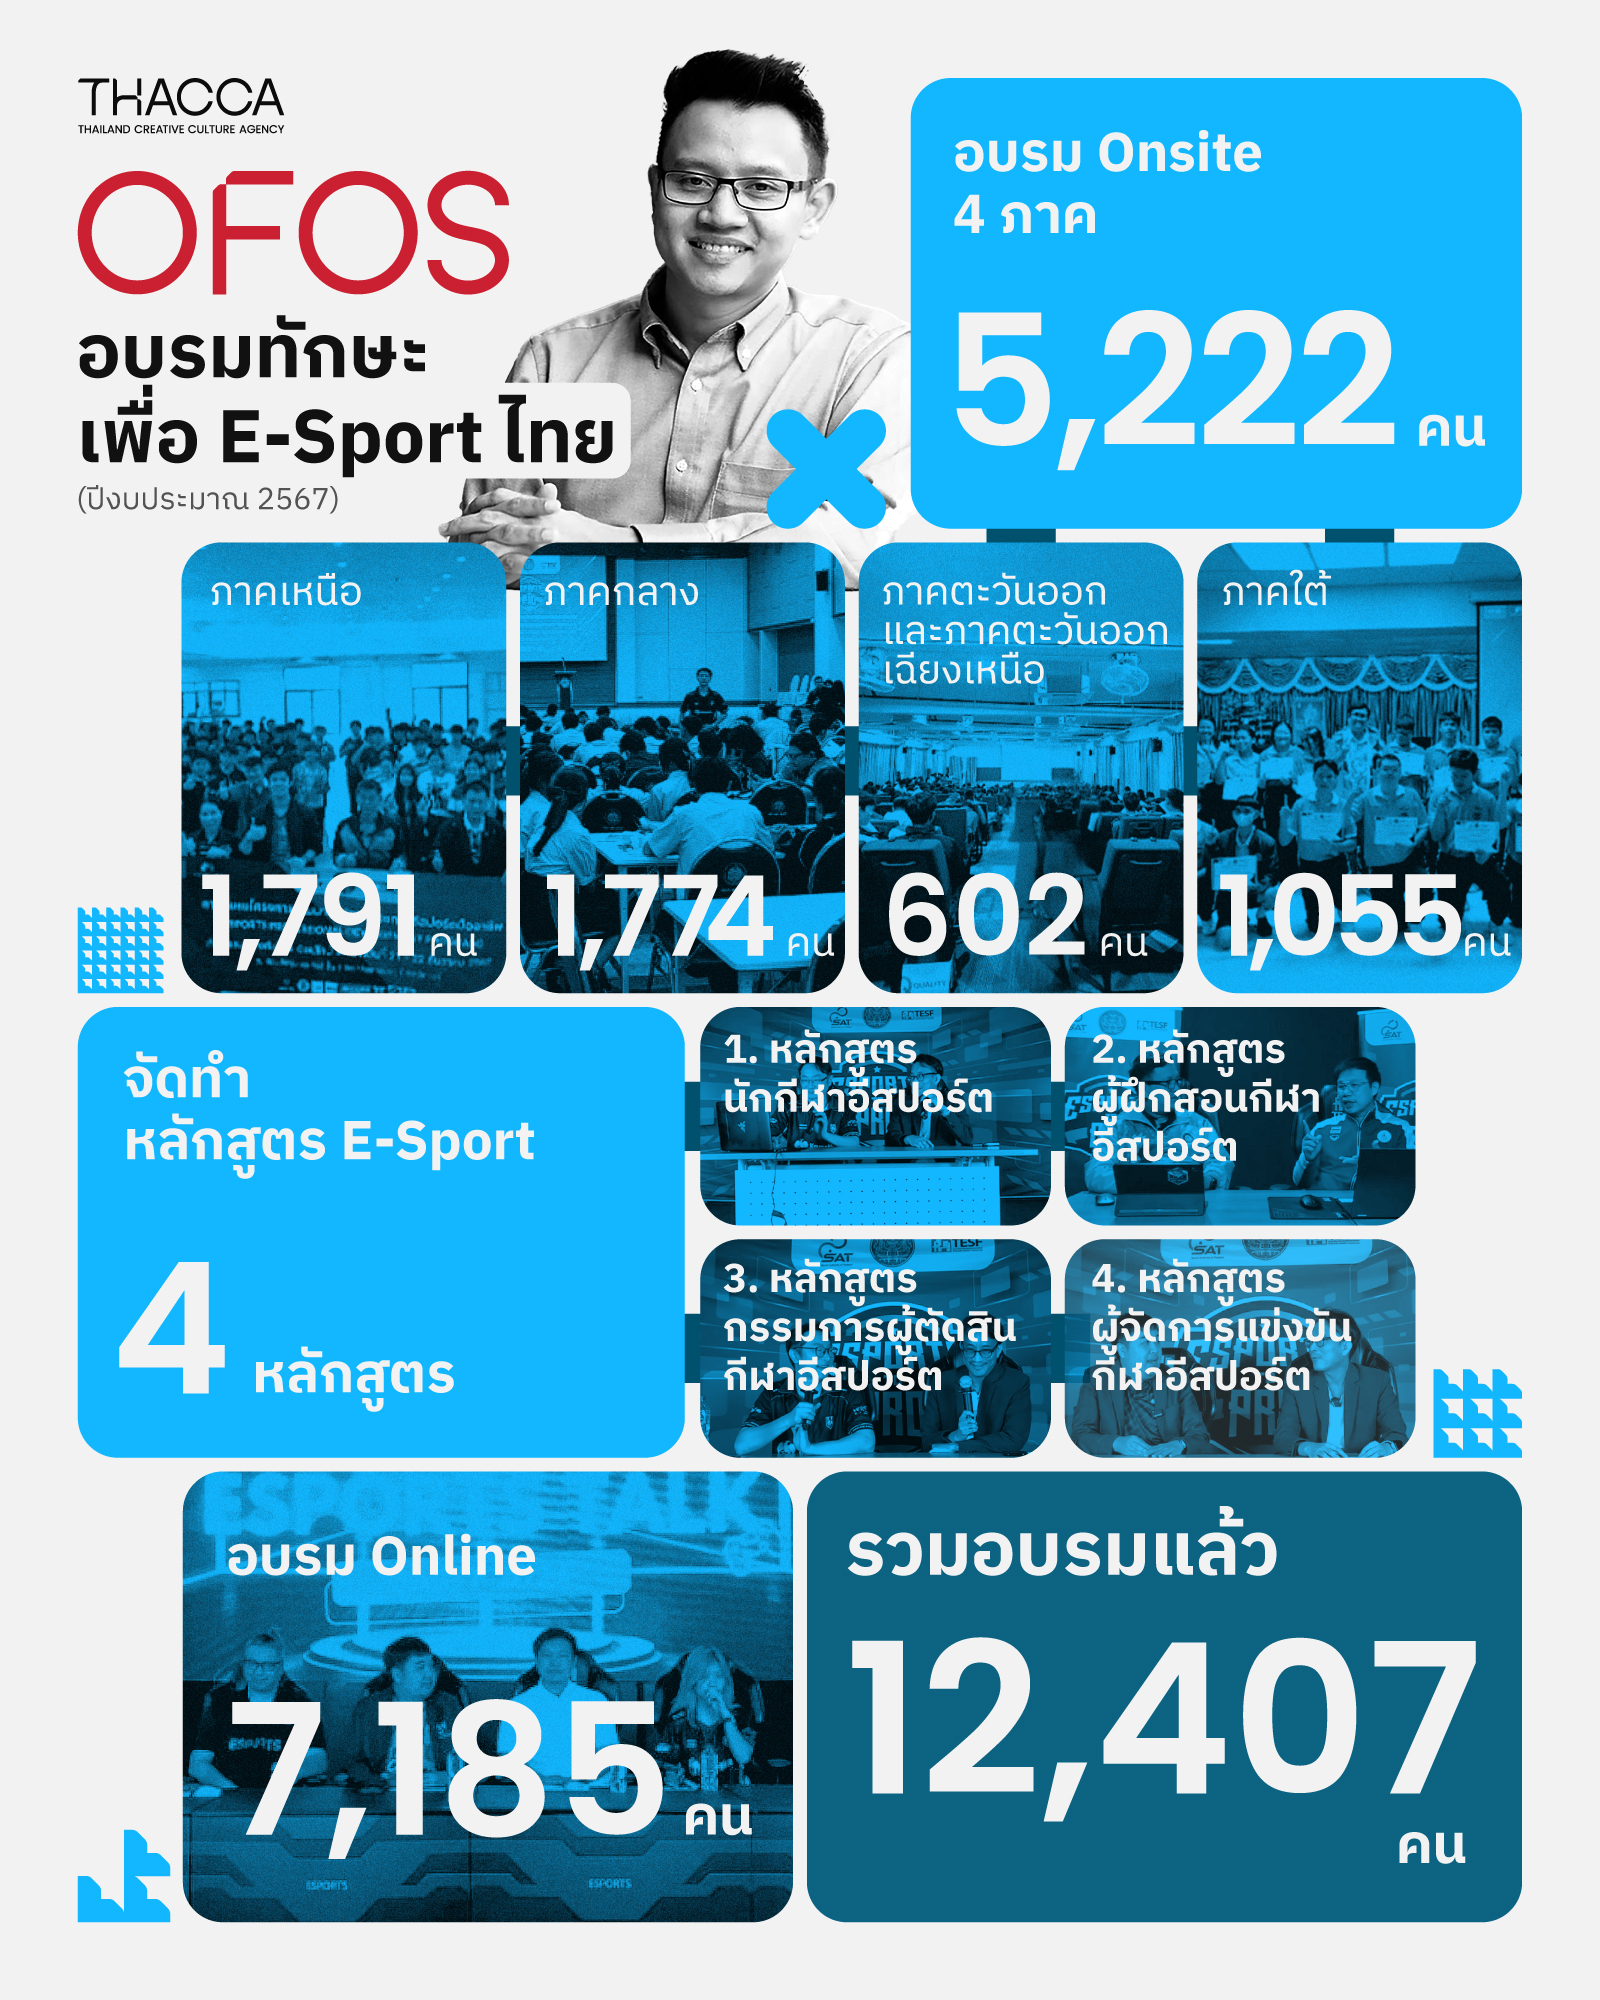 THACCA
THAILAND CREATIVE CULTURE AGENCY
OFOS
อบรมทักษะ
เพื่อ E-Sport ไทย
(ปีงบประมาณ 2567)
อบรม Onsite
4 ภาค
5,222 คน
ภาคเหนือ
1,791 คน
ภาคกลาง
1,774 คน
ภาคตะวันออก
และภาคตะวันออก
เฉียงเหนือ
602 คน
QUALITY
ภาคใต้
1,055 คน
จัดทำ
หลักสูตร E-Sport
4 หลักสูตร
SAT
TESF
1. หลักสูตร
นักกีฬาอีสปอร์ต
TESF
2. หลักสูตร
ผู้ฝึกสอนกีฬา
อีสปอร์ต
SAT
TESF
3. หลักสูตร
กรรมการผู้ตัดสิน
กีฬาอีสปอร์ต
SAT
4. หลักสูตร
ผู้จัดการแข่งขัน
กีฬาอีสปอร์ต
อบรม Online
7,185 คน
ESPORTS
ESPORTS
รวมอบรมแล้ว
12,407
คน